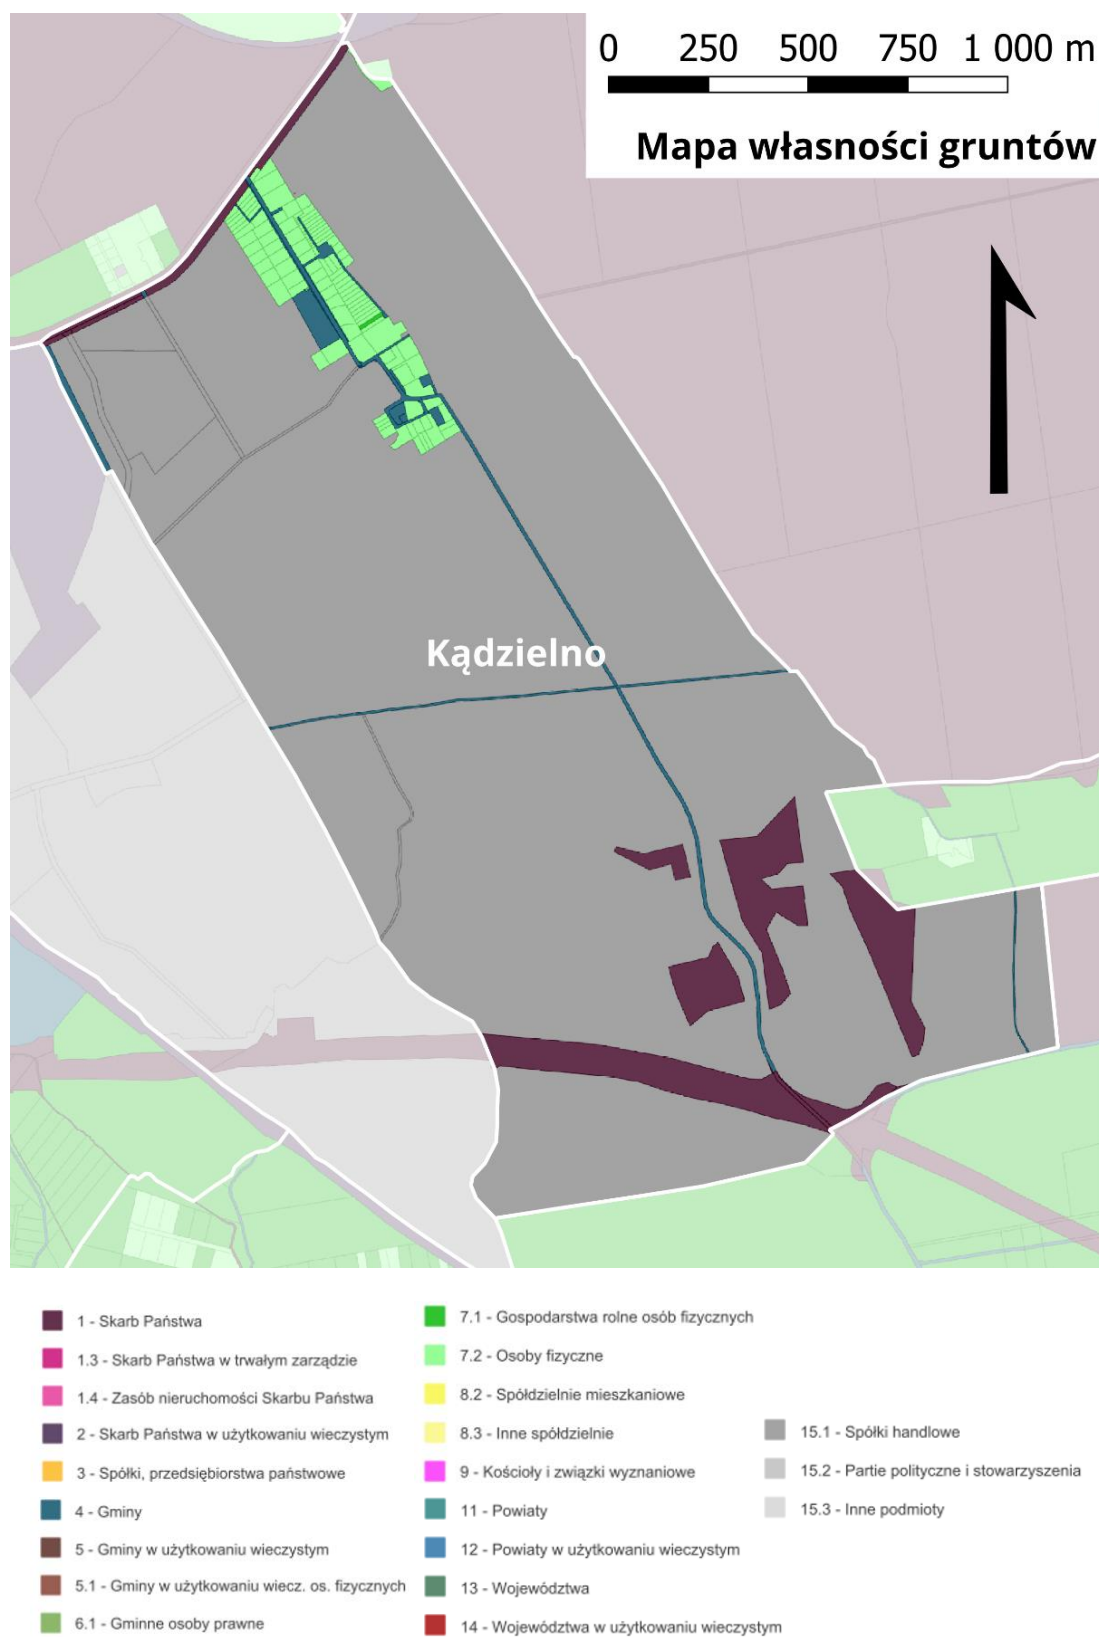 0 250 500 750 1 000 m
Mapa własności gruntów
Kądzielno
1 - Skarb Państwa
1.3 - Skarb Państwa w trwałym zarządzie
1.4 - Zasób nieruchomości Skarbu Państwa
2 - Skarb Państwa w użytkowaniu wieczystym
3 - Spółki, przedsiębiorstwa państwowe
4 - Gminy
5 - Gminy w użytkowaniu wieczystym
5.1 - Gminy w użytkowaniu wiecz. os. fizycznych
6.1 - Gminne osoby prawne
7.1 - Gospodarstwa rolne osób fizycznych
7.2 - Osoby fizyczne
8.2 - Spółdzielnie mieszkaniowe
8.3 - Inne spółdzielnie
9 - Kościoły i związki wyznaniowe
11 - Powiaty
12 - Powiaty w użytkowaniu wieczystym
13 - Województwa
14 - Województwa w użytkowaniu wieczystym
15.1 - Spółki handlowe
15.2 - Partie polityczne i stowarzyszenia
15.3 - Inne podmioty